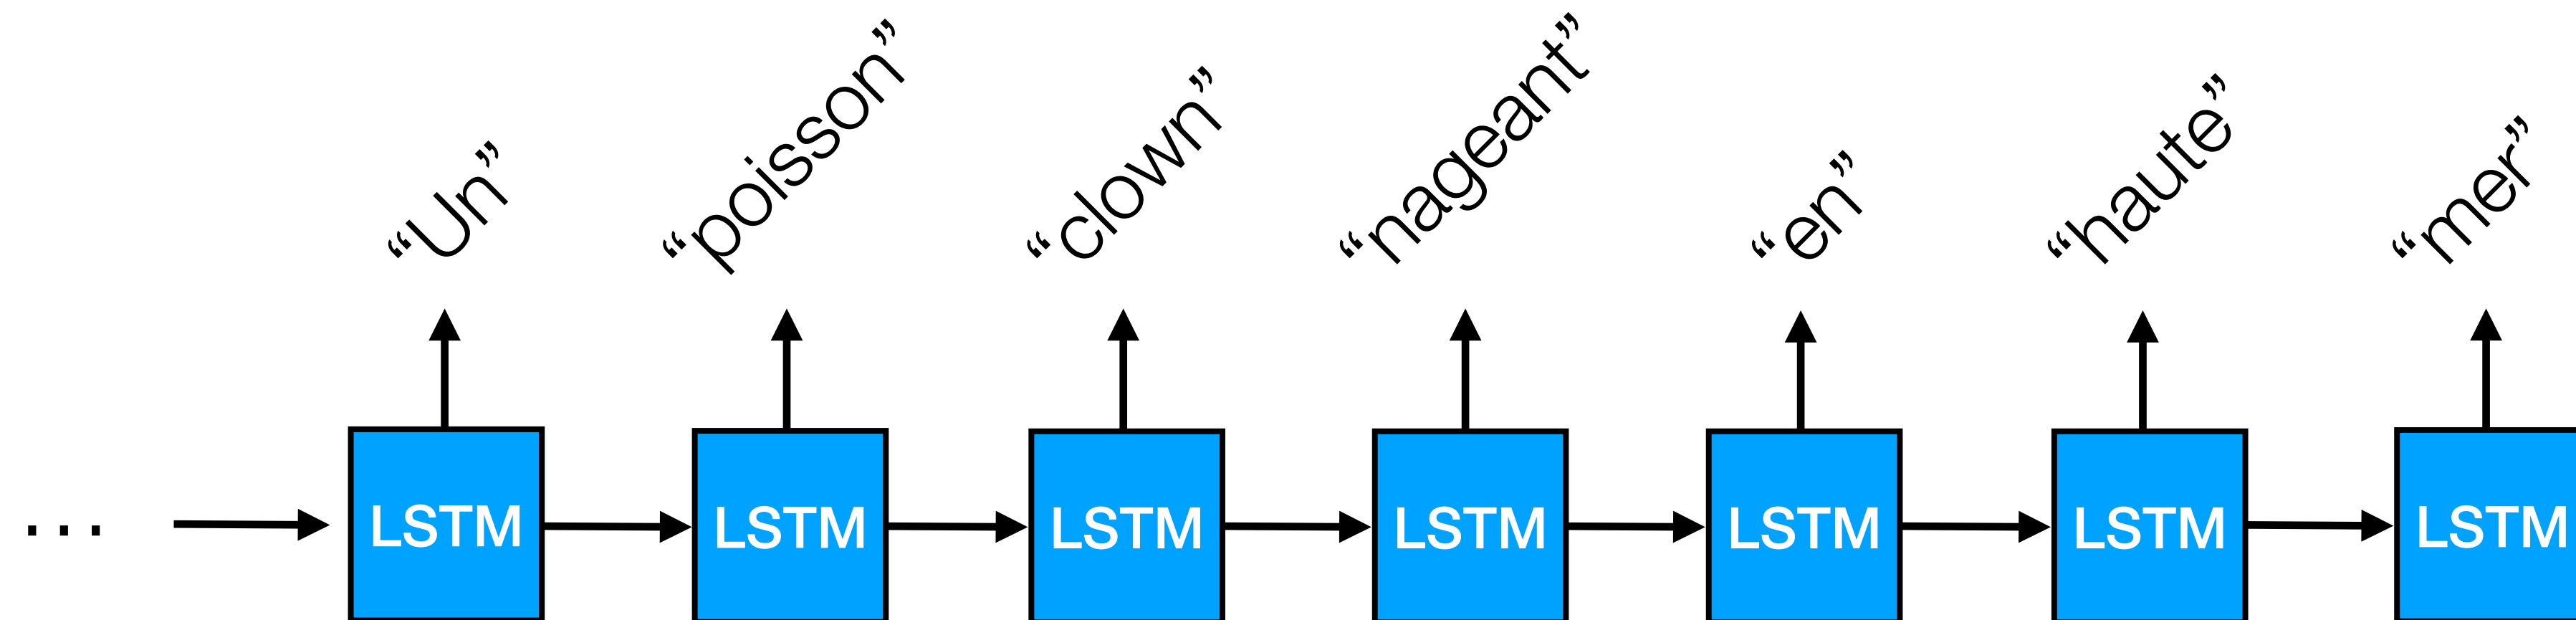 “Un” “poisson” “clown” “nageant” “en” “haute” “mer”
... LSTM LSTM LSTM LSTM LSTM LSTM LSTM